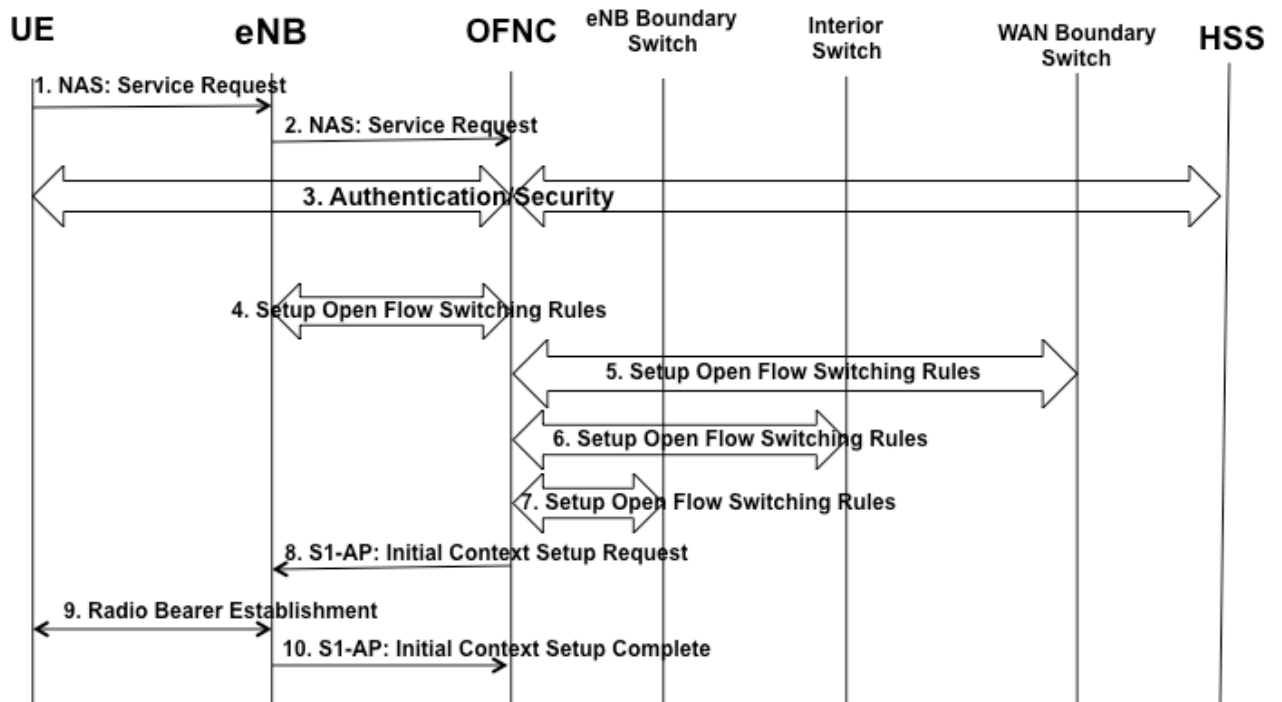 UE
eNB
OFNC
eNB Boundary
Switch
Interior
Switch
WAN Boundary
Switch
HSS
1. NAS: Service Request
2. NAS: Service Request
3. Authentication/Security
4. Setup Open Flow Switching Rules
5. Setup Open Flow Switching Rules
6. Setup Open Flow Switching Rules
7. Setup Open Flow Switching Rules
8. S1-AP: Initial Context Setup Request
9. Radio Bearer Establishment
10. S1-AP: Initial Context Setup Complete